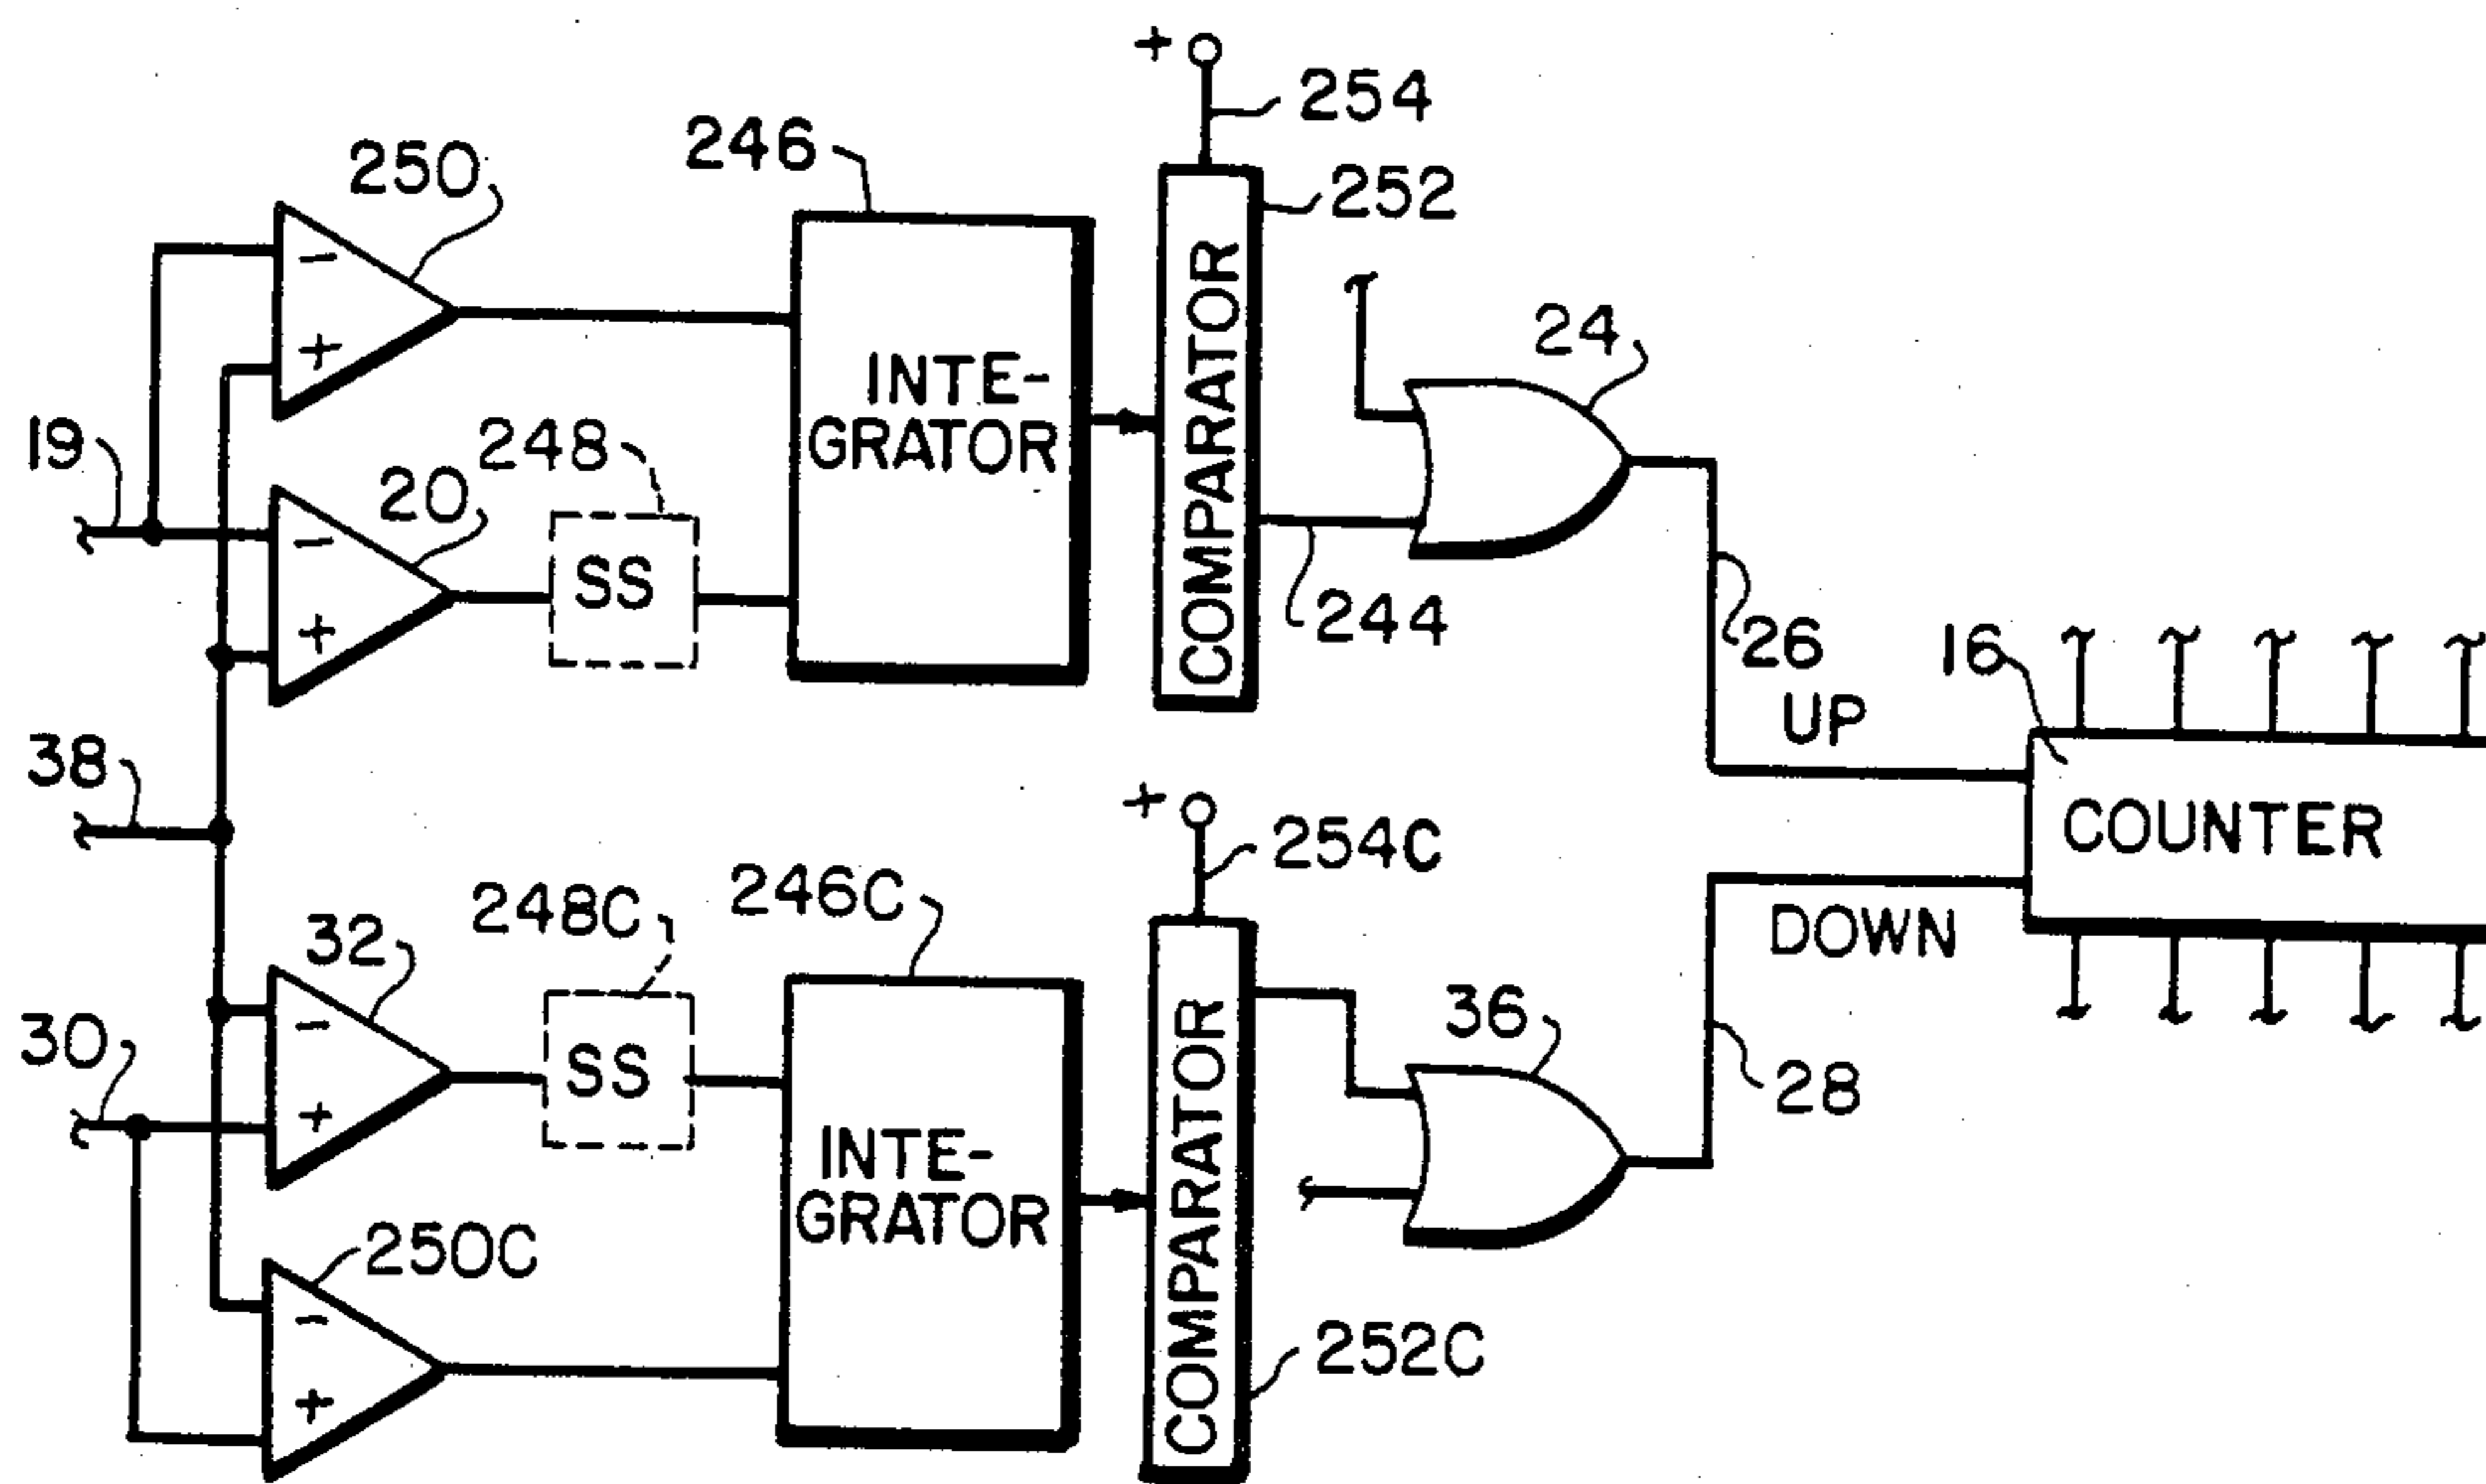 +
254
246
252
250
-
+
INTE-
GRATOR
COMPARATOR
24
19
248
20
-
+
SS
244
26
16
UP
38
COUNTER
+
254C
DOWN
248C
246C
32
36
30
-
+
SS
28
INTE-
GRATOR
COMPARATOR
250C
-
+
252C